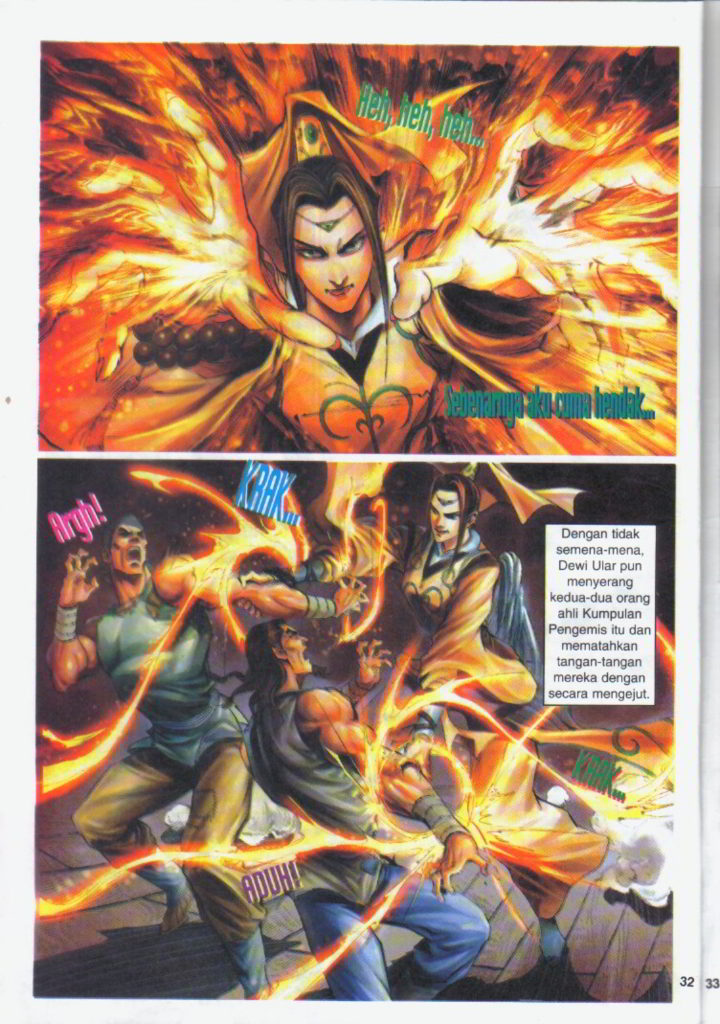 Heh, heh, heh...
Sebenarnya aku cuma hendak...
Argh!
KRAK...
Dengan tidak
semena-mena,
Dewi Ular pun
menyerang
kedua-dua orang
ahli Kumpulan
Pengemis itu dan
mematahkan
tangan-tangan
mereka dengan
secara mengejut.
KRAK...
ADUH!
32
33